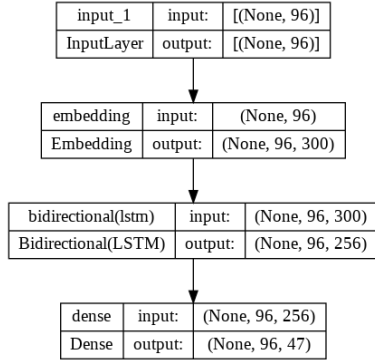 input_1 input: [(None, 96)]
InputLayer output: [(None, 96)]
embedding input: (None, 96)
Embedding output: (None, 96, 300)
bidirectional(lstm) input: (None, 96, 300)
Bidirectional(LSTM) output: (None, 96, 256)
dense input: (None, 96, 256)
Dense output: (None, 96, 47)